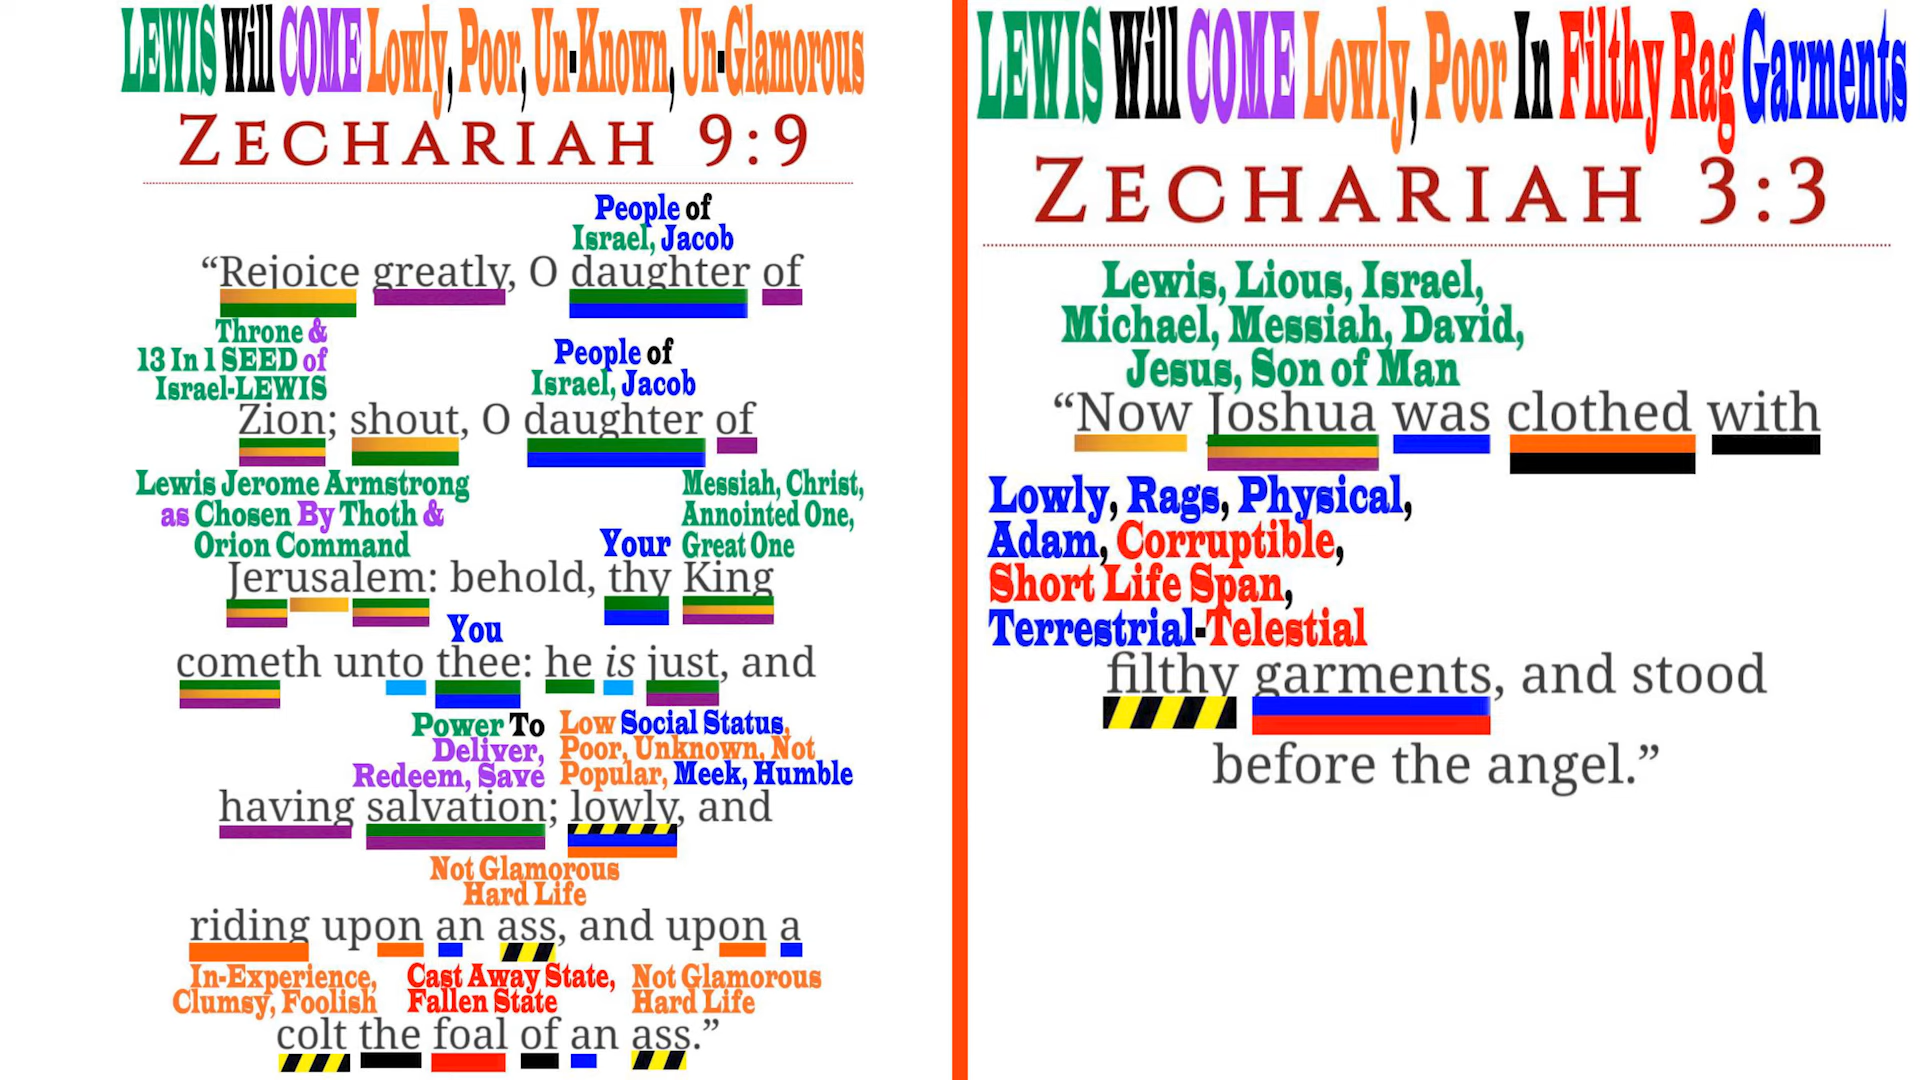 LEWIS Will COME Lowly, Poor, Un-Known, Un-Glamorous
ZECHARIAH 9:9
People of
Israel, Jacob
“Rejoice greatly, O daughter of
Throne &
13 In 1 SEED of
Israel-LEWIS
People of
Israel, Jacob
Zion; shout, O daughter of
Lewis Jerome Armstrong
as Chosen By Thoth &
Orion Command
Your
Messiah, Christ,
Annointed One,
Great One
Jerusalem: behold, thy King
You
cometh unto thee: he is just, and
Power To
Deliver,
Redeem, Save
Low Social Status,
Poor, Unknown, Not
Popular, Meek, Humble
having salvation; lowly, and
Not Glamorous
Hard Life
riding upon an ass, and upon a
In-Experience,
Clumsy, Foolish
Cast Away State,
Fallen State
Not Glamorous
Hard Life
colt the foal of an ass.”
LEWIS Will COME Lowly, Poor In Filthy Rag Garments
ZECHARIAH 3:3
Lewis, Lious, Israel,
Michael, Messiah, David,
Jesus, Son of Man
“Now Joshua was clothed with
Lowly, Rags, Physical,
Adam, Corruptible,
Short Life Span,
Terrestrial-Telestial
filthy garments, and stood
before the angel.”